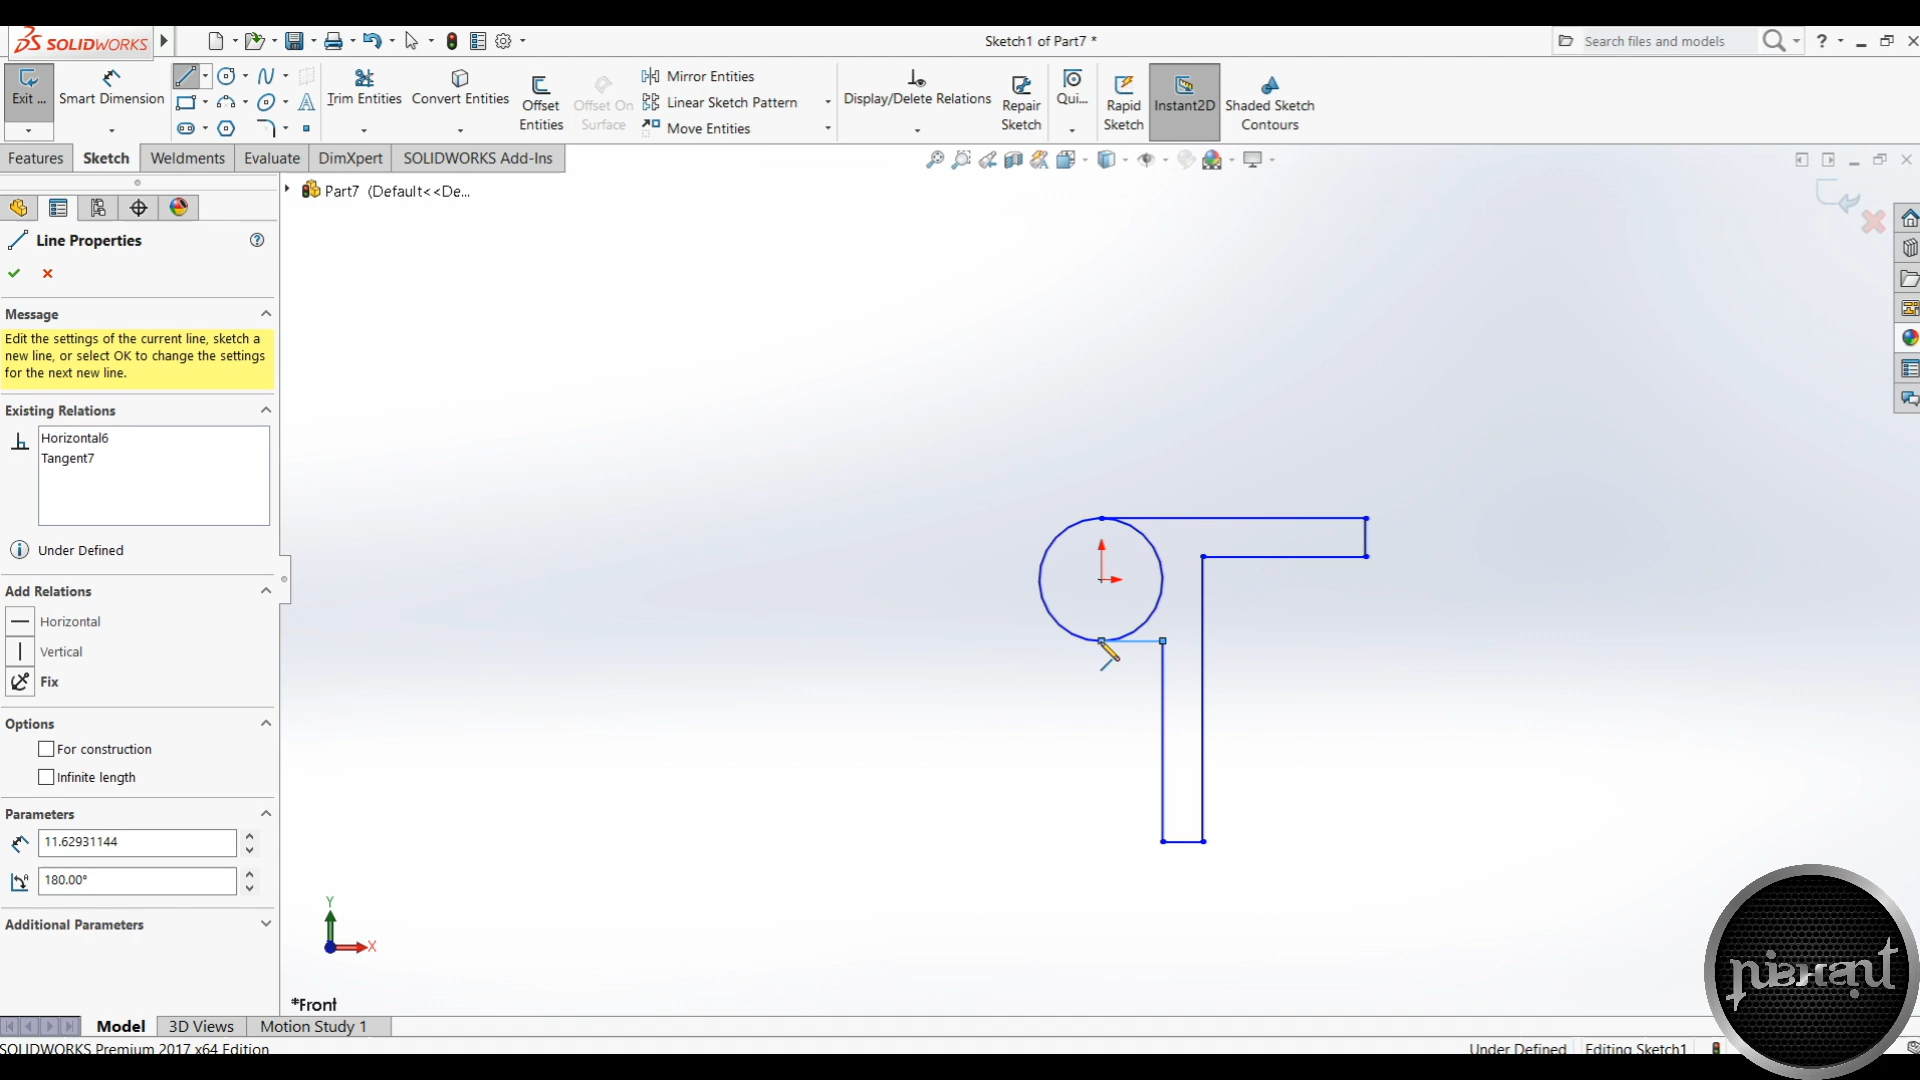 SOLIDWORKS
Sketch1 of Part7 *
Search files and models
?
Exit ...
Smart Dimension
Trim Entities
Convert Entities
Offset Entities
Offset On Surface
Mirror Entities
Linear Sketch Pattern
Move Entities
Display/Delete Relations
Repair Sketch
Qui...
Rapid Sketch
Instant2D
Shaded Sketch Contours
Features
Sketch
Weldments
Evaluate
DimXpert
SOLIDWORKS Add-Ins
Part7 (Default<<De...
Line Properties
Message
Edit the settings of the current line, sketch a
new line, or select OK to change the settings
for the next new line.
Existing Relations
Horizontal6
Tangent7
Under Defined
Add Relations
Horizontal
Vertical
Fix
Options
For construction
Infinite length
Parameters
11.62931144
180.00°
Additional Parameters
Y
X
*Front
Model
3D Views
Motion Study 1
SOLIDWORKS Premium 2017 x64 Edition
Under Defined
Editing Sketch1